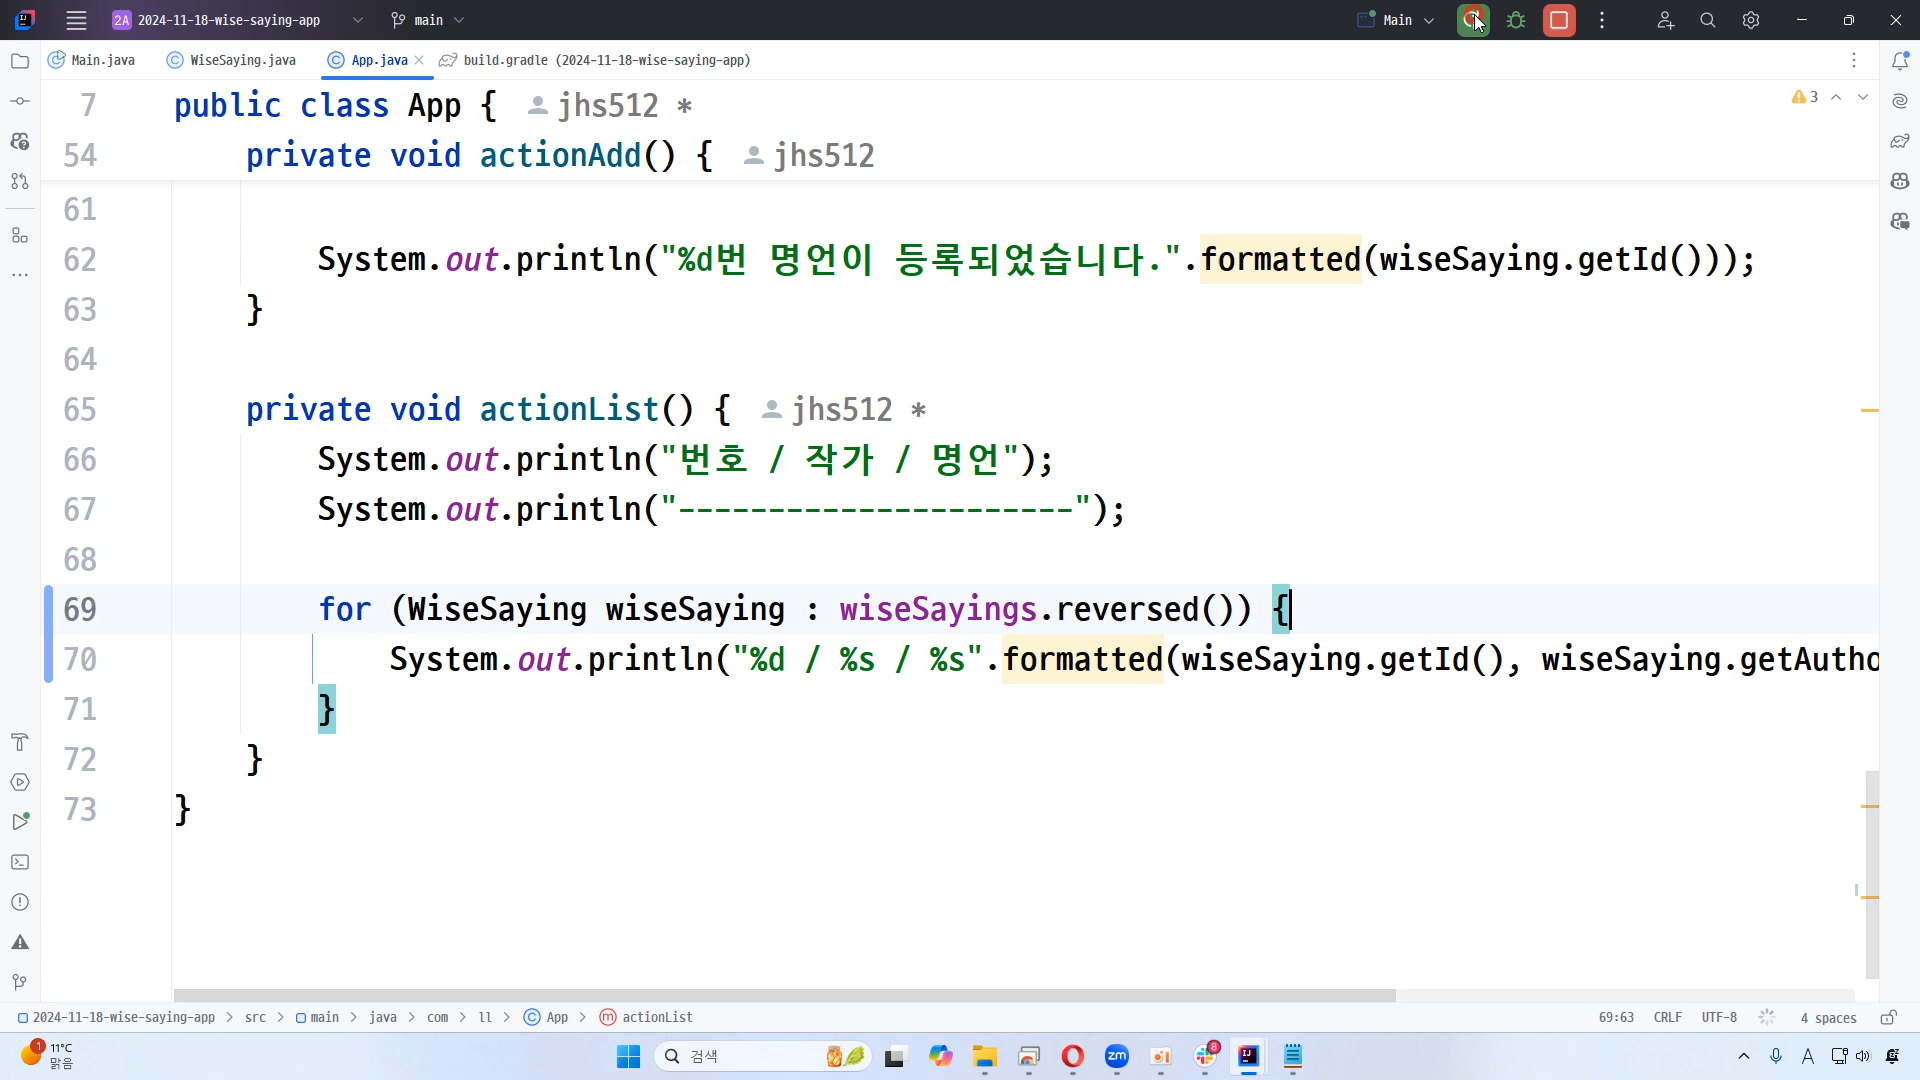 2A 2024-11-18-wise-saying-app main Main
Main.java WiseSaying.java App.java build.gradle (2024-11-18-wise-saying-app)
7 public class App { jhs512 * 3
54 private void actionAdd() { jhs512
61
62 System.out.println("%d번 명언이 등록되었습니다.".formatted(wiseSaying.getId()));
63 }
64
65 private void actionList() { jhs512 *
66 System.out.println("번호 / 작가 / 명언");
67 System.out.println("----------------------");
68
69 for (WiseSaying wiseSaying : wiseSayings.reversed()) {
70 System.out.println("%d / %s / %s".formatted(wiseSaying.getId(), wiseSaying.getAutho
71 }
72 }
73 }
2024-11-18-wise-saying-app > src > main > java > com > ll > App > actionList 69:63 CRLF UTF-8 4 spaces
1 11°C
맑음
검색
zm
8
A